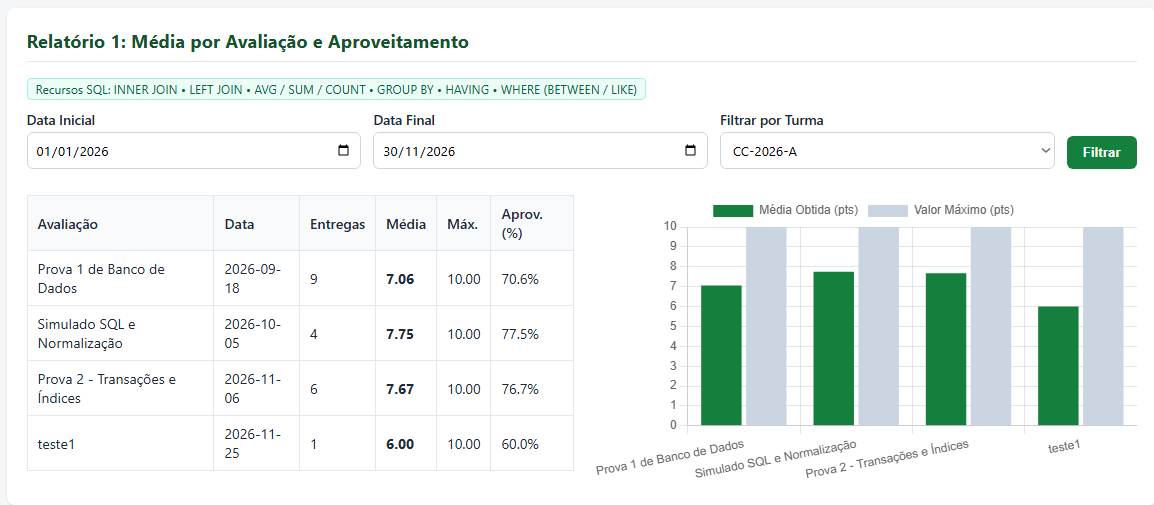 Relatório 1: Média por Avaliação e Aproveitamento
Recursos SQL: INNER JOIN • LEFT JOIN • AVG / SUM / COUNT • GROUP BY • HAVING • WHERE (BETWEEN / LIKE)
Data Inicial
01/01/2026
Data Final
30/11/2026
Filtrar por Turma
CC-2026-A
Filtrar
Avaliação Data Entregas Média Máx. Aprov.
(%)
Prova 1 de Banco de
Dados
2026-09-
18
9 7.06 10.00 70.6%
Simulado SQL e
Normalização
2026-10-
05
4 7.75 10.00 77.5%
Prova 2 - Transações e
Índices
2026-11-
06
6 7.67 10.00 76.7%
teste1
2026-11-
25
1 6.00 10.00 60.0%
Média Obtida (pts) Valor Máximo (pts)
10
9
8
7
6
5
4
3
2
1
0
Prova 1 de Banco de Dados
Simulado SQL e Normalização
Prova 2 - Transações e Índices
teste1